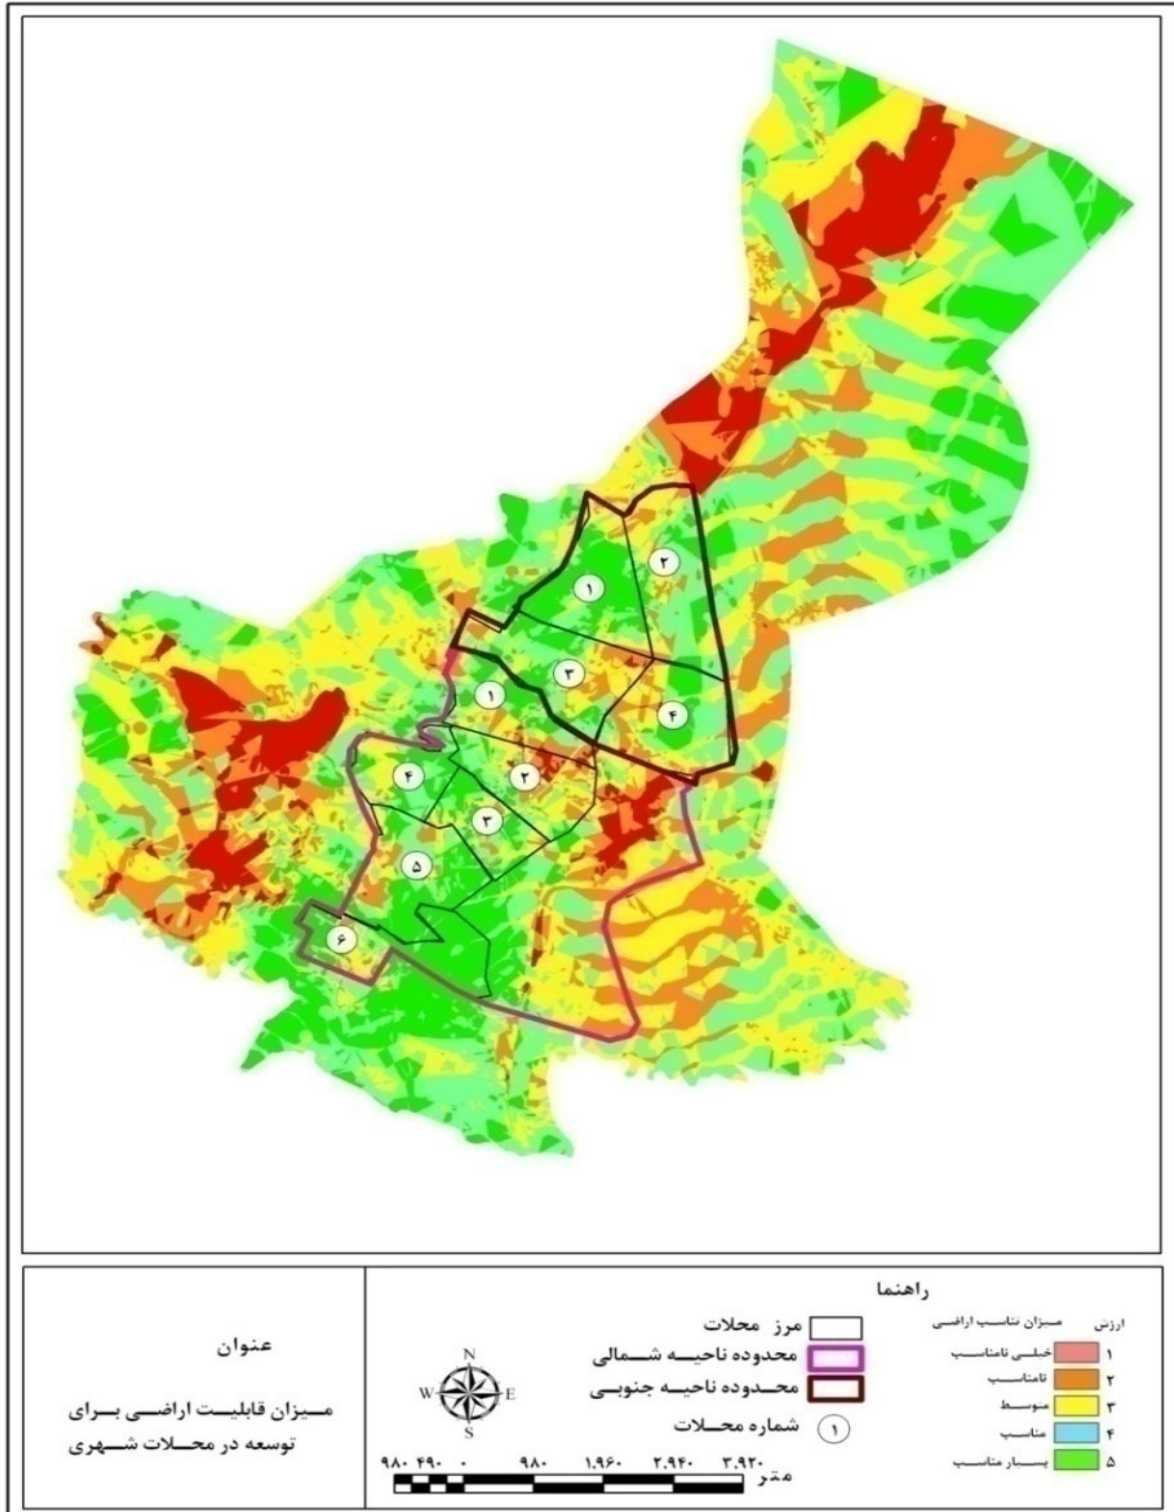 ۱
۲
۳
۴
۱
۲
۳
۴
۵
۶
عنوان
میزان قابلیت اراضی برای
توسعه در محلات شهری
راهنما
مرز محلات
محدوده ناحیه شمالی
محدوده ناحیه جنوبی
شماره محلات
۱
N
W
E
S
۹۸۰ ۴۹۰ ۰ ۹۸۰ ۱,۹۶۰ ۲,۹۴۰ ۳,۹۲۰
متر
ارزش میزان تناسب اراضی
۱ خیلی نامناسب
۲ نامناسب
۳ متوسط
۴ مناسب
۵ بسیار مناسب